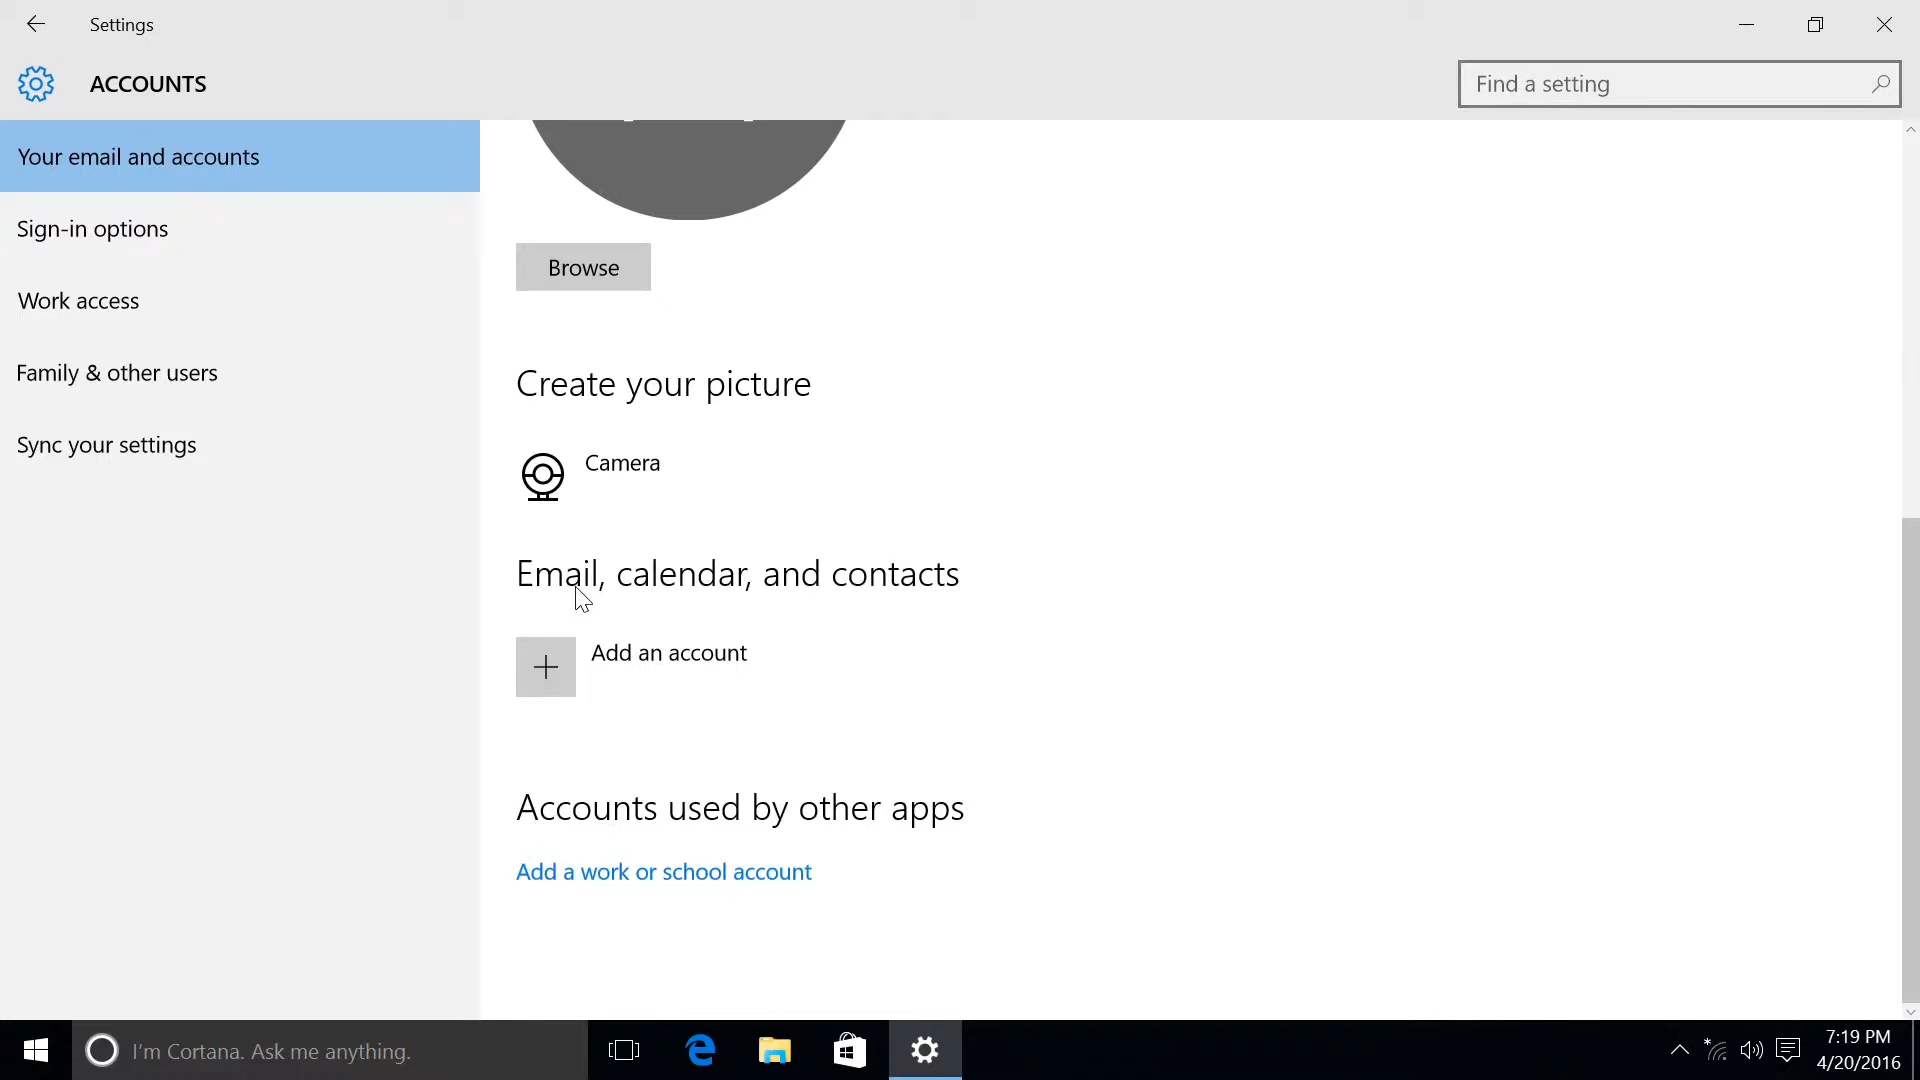 Settings
ACCOUNTS
Find a setting
Your email and accounts
Sign-in options
Work access
Family & other users
Sync your settings
Browse
Create your picture
Camera
Email, calendar, and contacts
Add an account
Accounts used by other apps
Add a work or school account
I'm Cortana. Ask me anything.
7:19 PM
4/20/2016